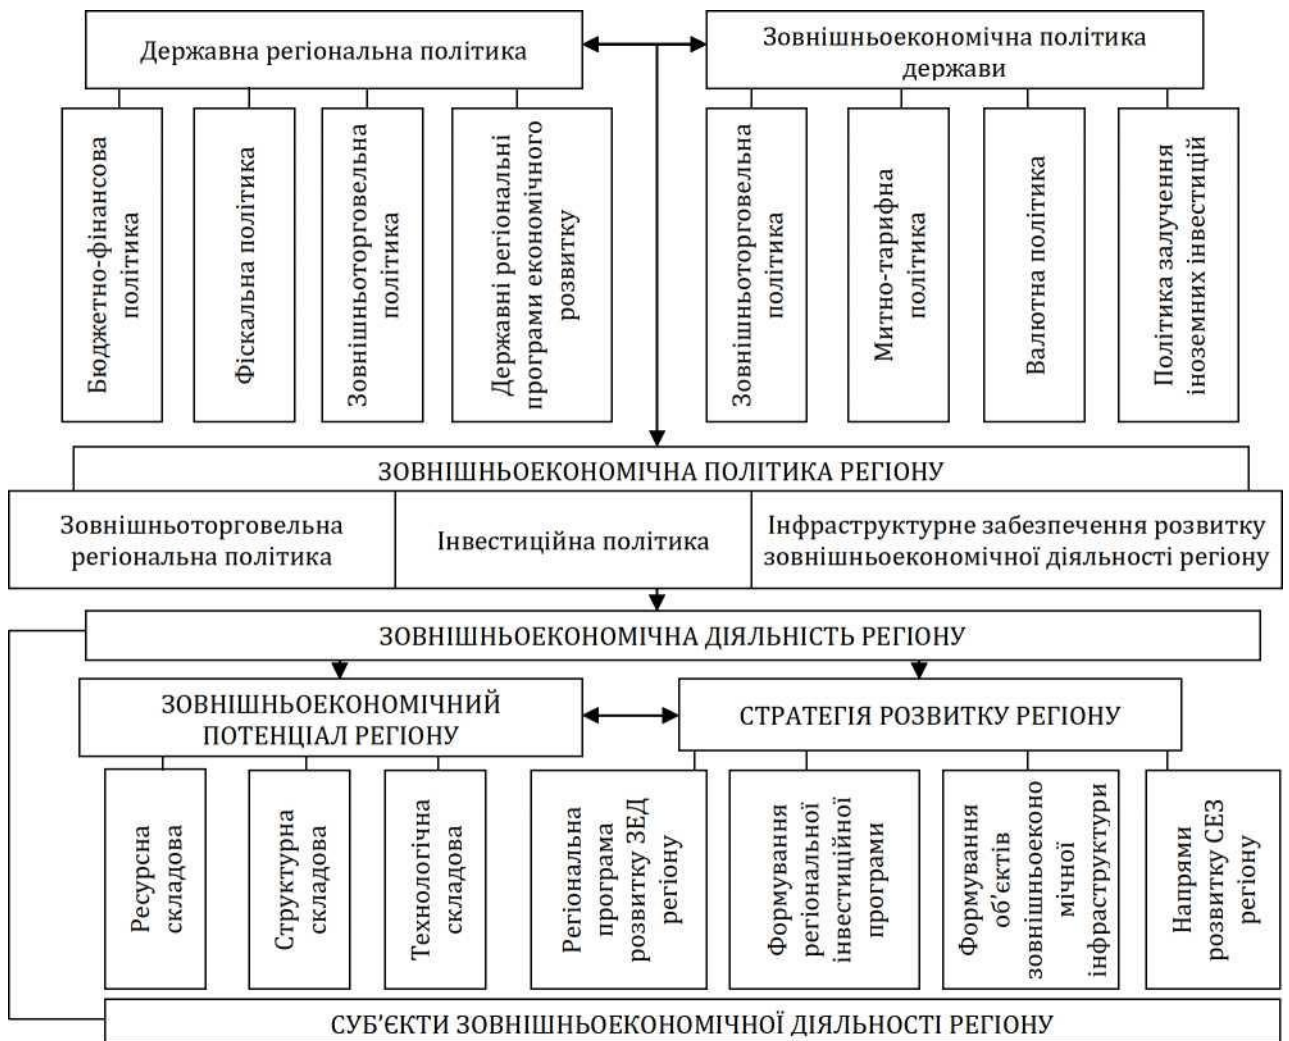 Державна регіональна політика
Зовнішньоекономічна політика
держави
Бюджетно-фінансова
політика
Фіскальна політика
Зовнішньоторговельна
політика
Державні регіональні
програми економічного
розвитку
Зовнішньоторговельна
політика
Митно-тарифна
політика
Валютна політика
Політика залучення
іноземних інвестицій
ЗОВНІШНЬОЕКОНОМІЧНА ПОЛІТИКА РЕГІОНУ
Зовнішньоторговельна
регіональна політика
Інвестиційна політика
Інфраструктурне забезпечення розвитку
зовнішньоекономічної діяльності регіону
ЗОВНІШНЬОЕКОНОМІЧНА ДІЯЛЬНІСТЬ РЕГІОНУ
ЗОВНІШНЬОЕКОНОМІЧНИЙ
ПОТЕНЦІАЛ РЕГІОНУ
СТРАТЕГІЯ РОЗВИТКУ РЕГІОНУ
Ресурсна
складова
Структурна
складова
Технологічна
складова
Регіональна
програма
розвитку ЗЕД
регіону
Формування
регіональної
інвестиційної
програми
Формування
об’єктів
зовнішньоеконо
мічної
інфраструктури
Напрями
розвитку СЕЗ
регіону
СУБ’ЄКТИ ЗОВНІШНЬОЕКОНОМІЧНОЇ ДІЯЛЬНОСТІ РЕГІОНУ